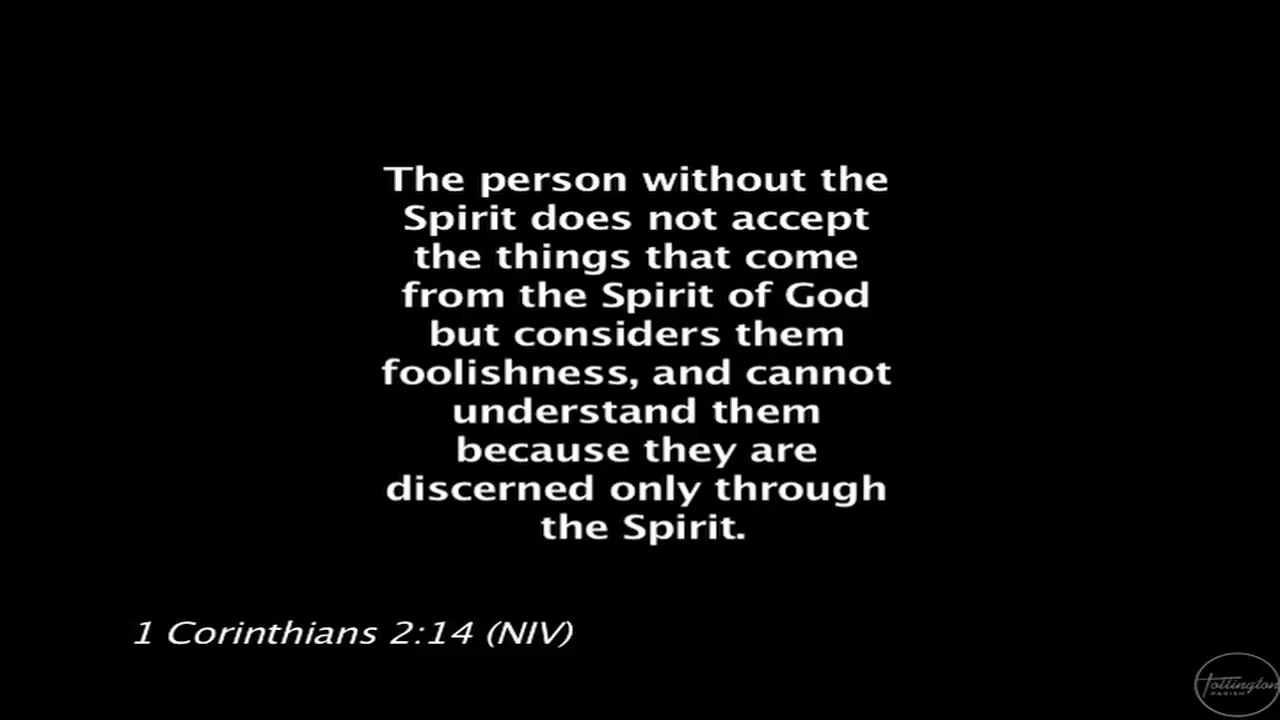 The person without the
Spirit does not accept
the things that come
from the Spirit of God
but considers them
foolishness, and cannot
understand them
because they are
discerned only through
the Spirit.
1 Corinthians 2:14 (NIV)
Tottington
PARISH